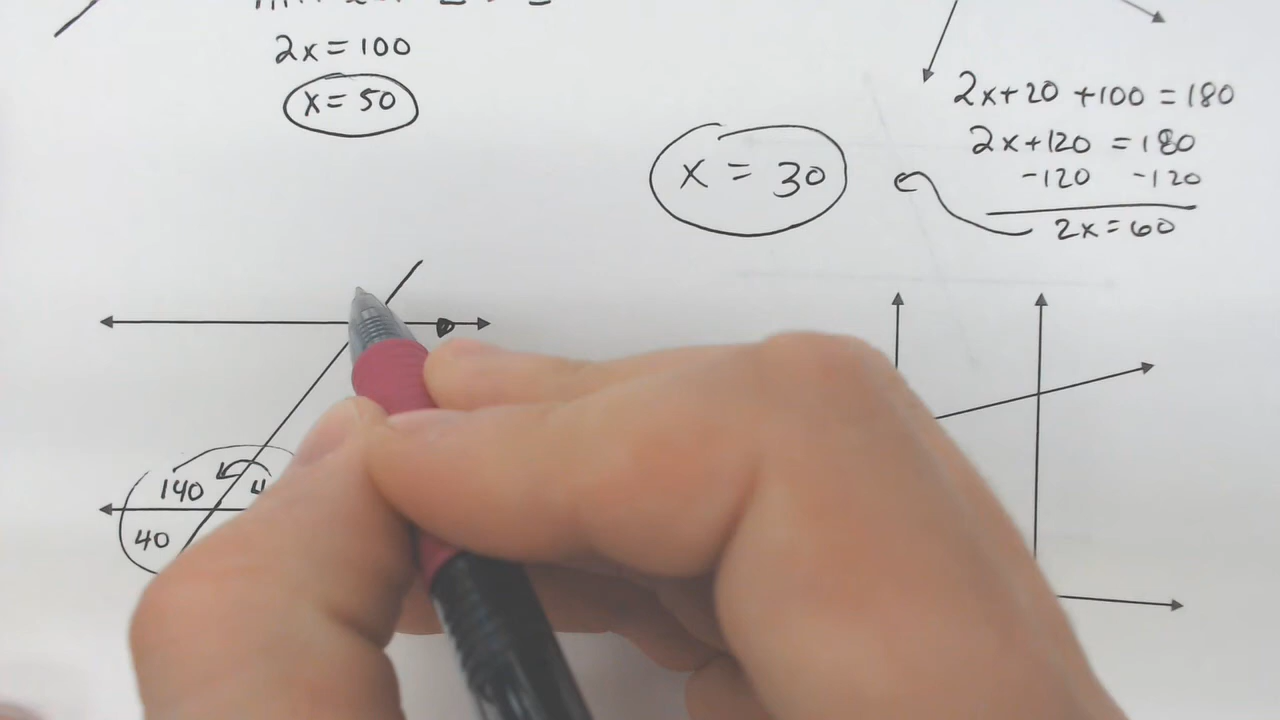 2x = 100
x = 50
2x+20 +100 = 180
2x+120 = 180
-120 -120
2x = 60
x = 30
140
40